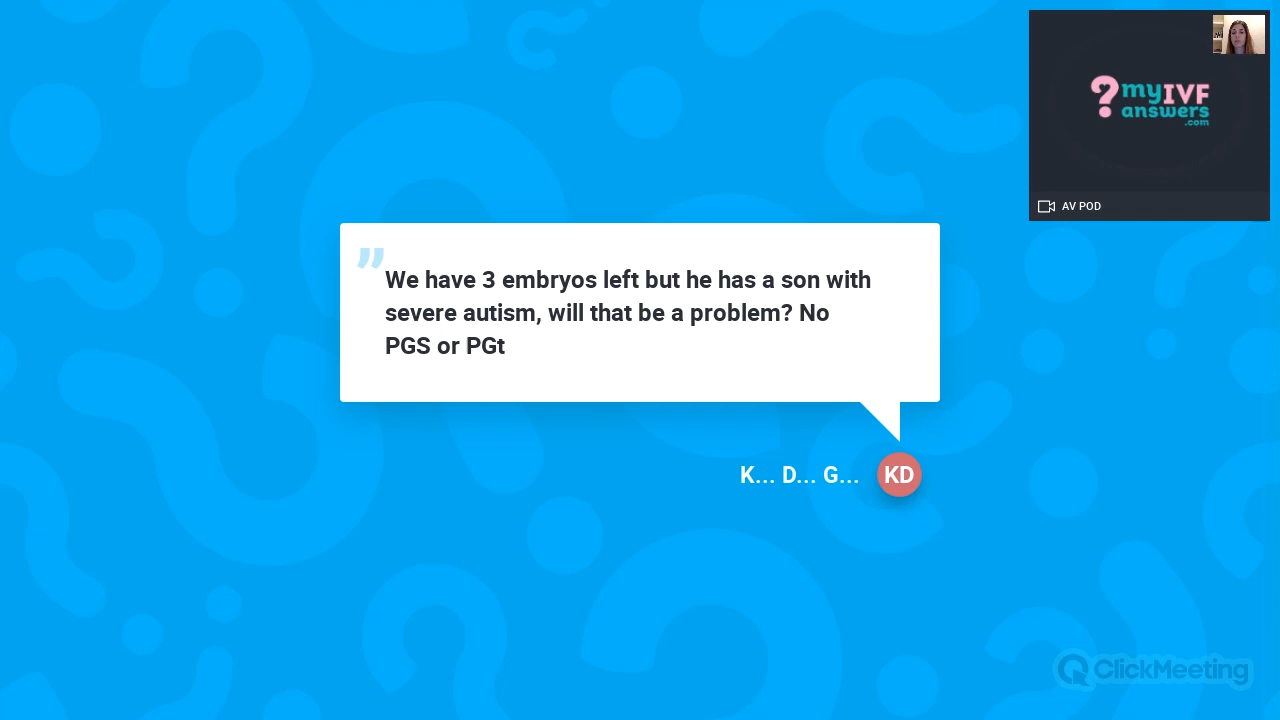 myIVF
answers
.com
AV POD
We have 3 embryos left but he has a son with
severe autism, will that be a problem? No
PGS or PGt
K... D... G...
KD
ClickMeeting